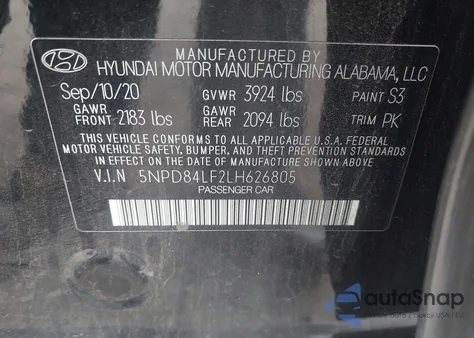 MANUFACTURED BY
HYUNDAI MOTOR MANUFACTURING ALABAMA, LLC
Sep/10/20 GVWR 3924 lbs PAINT S3
GAWR FRONT 2183 lbs GAWR REAR 2094 lbs TRIM PK
THIS VEHICLE CONFORMS TO ALL APPLICABLE U.S.A. FEDERAL
MOTOR VEHICLE SAFETY, BUMPER, AND THEFT PREVENTION
STANDARDS IN EFFECT ON THE DATE OF MANUFACTURE SHOWN ABOVE.
V.I.N 5NPD84LF2LH626805
PASSENGER CAR
autoSnap